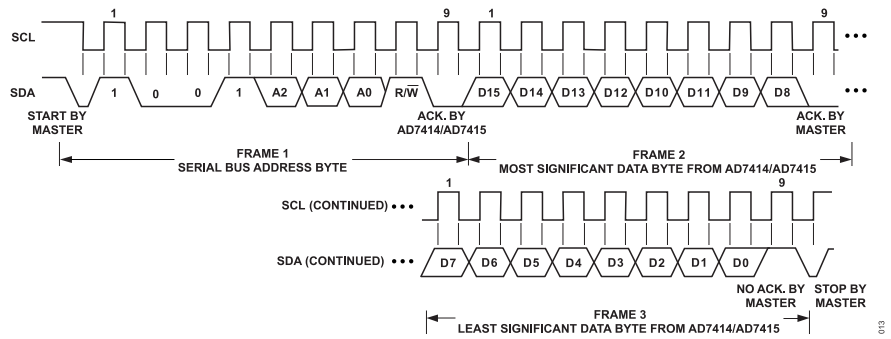 1 9 1 9
SCL
SDA 1 0 0 1 A2 A1 A0 R/W D15 D14 D13 D12 D10 D11 D9 D8
START BY MASTER
ACK. BY AD7414/AD7415
ACK. BY MASTER
FRAME 1
SERIAL BUS ADDRESS BYTE
FRAME 2
MOST SIGNIFICANT DATA BYTE FROM AD7414/AD7415
1 9
SCL (CONTINUED)
SDA (CONTINUED) D7 D6 D5 D4 D3 D2 D1 D0
NO ACK. BY MASTER
STOP BY MASTER
FRAME 3
LEAST SIGNIFICANT DATA BYTE FROM AD7414/AD7415
013